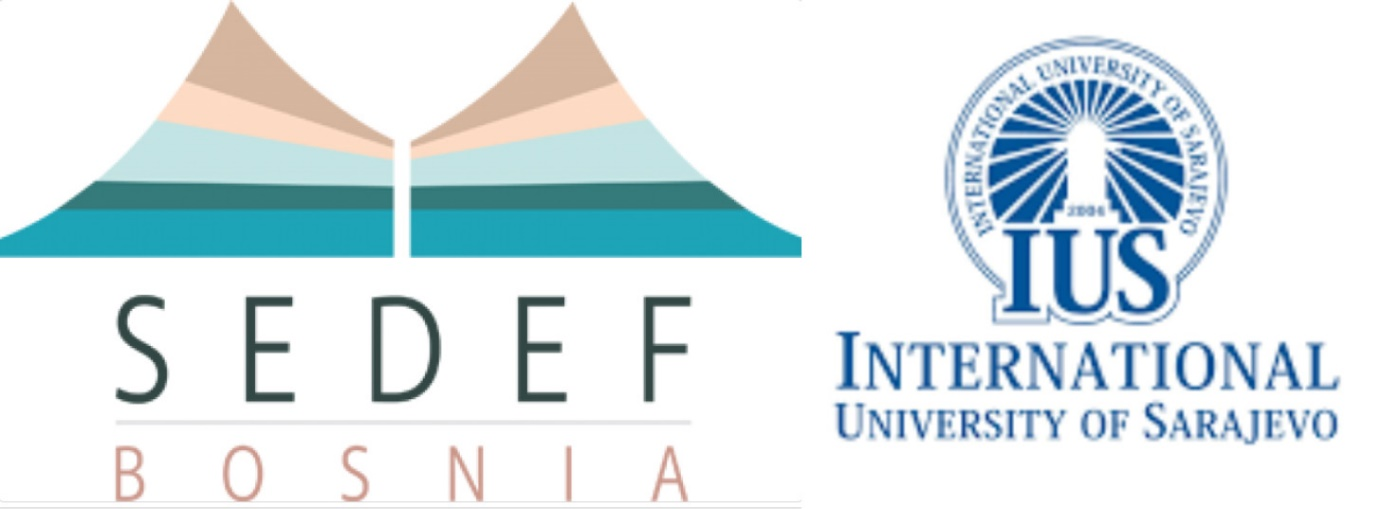 SEDEF
BOSNIA
INTERNATIONAL UNIVERSITY OF SARAJEVO
2004
IUS
INTERNATIONAL
UNIVERSITY OF SARAJEVO